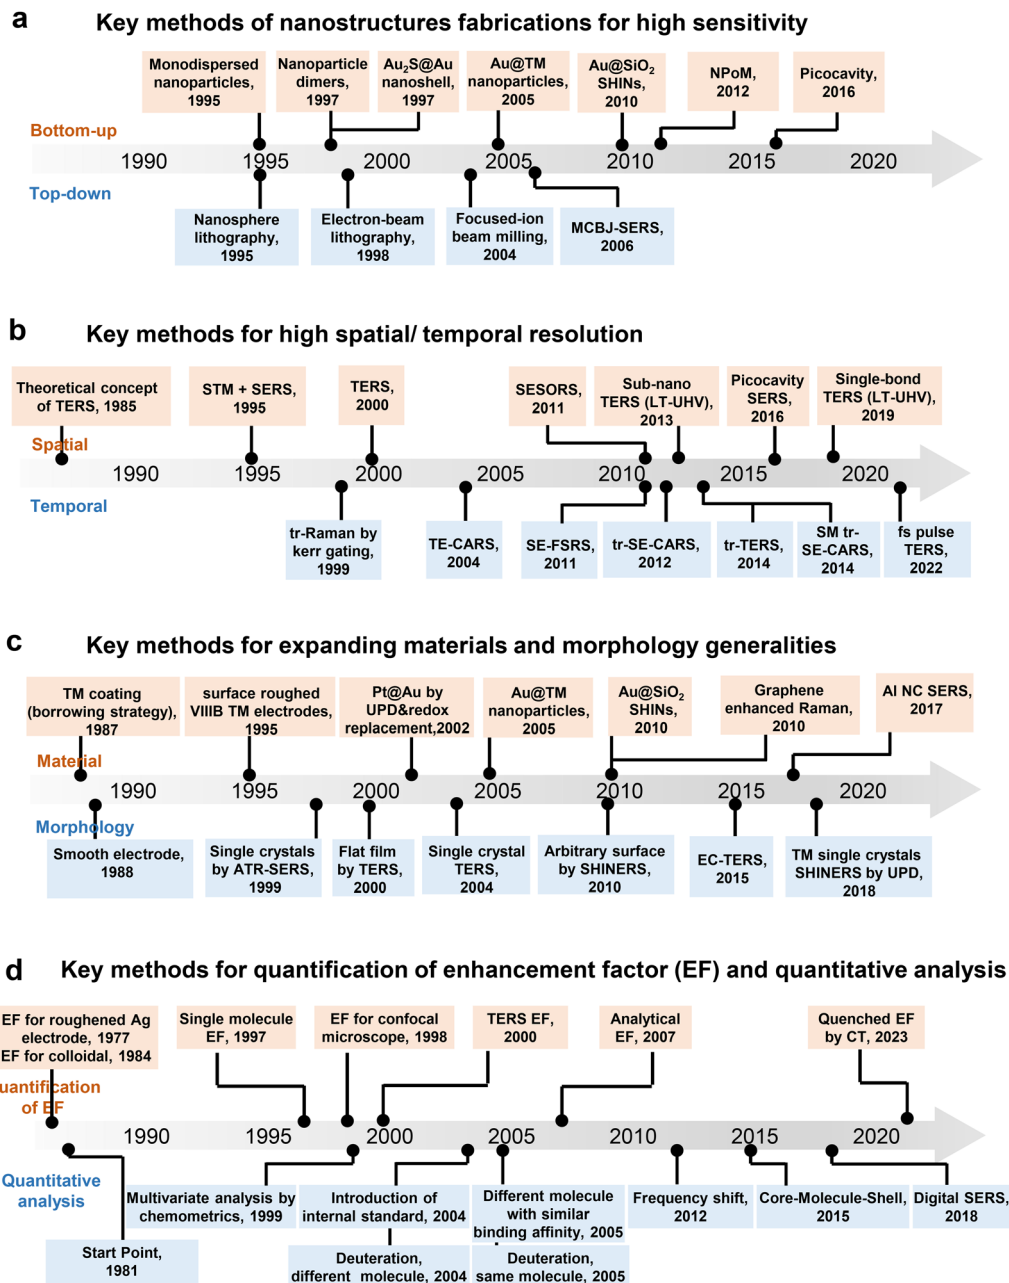 a
Key methods of nanostructures fabrications for high sensitivity
Monodispersed
nanoparticles,
1995
Nanoparticle
dimers,
1997
Au₂S@Au
nanoshell,
1997
Au@TM
nanoparticles,
2005
Au@SiO₂
SHINs,
2010
NPoM,
2012
Picocavity,
2016
Bottom-up
1990 1995 2000 2005 2010 2015 2020
Top-down
Nanosphere
lithography,
1995
Electron-beam
lithography,
1998
Focused-ion
beam milling,
2004
MCBJ-SERS,
2006
b
Key methods for high spatial/ temporal resolution
Theoretical concept
of TERS, 1985
STM + SERS,
1995
TERS,
2000
SESORS,
2011
Sub-nano
TERS (LT-UHV),
2013
Picocavity
SERS,
2016
Single-bond
TERS (LT-UHV),
2019
Spatial
1990 1995 2000 2005 2010 2015 2020
Temporal
tr-Raman by
kerr gating,
1999
TE-CARS,
2004
SE-FSRS,
2011
tr-SE-CARS,
2012
tr-TERS,
2014
SM tr-
SE-CARS,
2014
fs pulse
TERS,
2022
c
Key methods for expanding materials and morphology generalities
TM coating
(borrowing strategy),
1987
surface roughed
VIIIB TM electrodes,
1995
Pt@Au by
UPD&redox
replacement,2002
Au@TM
nanoparticles,
2005
Au@SiO₂
SHINs,
2010
Graphene
enhanced Raman,
2010
Al NC SERS,
2017
Material
1990 1995 2000 2005 2010 2015 2020
Morphology
Smooth electrode,
1988
Single crystals
by ATR-SERS,
1999
Flat film
by TERS,
2000
Single crystal
TERS,
2004
Arbitrary surface
by SHINERS,
2010
EC-TERS,
2015
TM single crystals
SHINERS by UPD,
2018
d
Key methods for quantification of enhancement factor (EF) and quantitative analysis
EF for roughened Ag
electrode, 1977
EF for colloidal, 1984
Single molecule
EF, 1997
EF for confocal
microscope, 1998
TERS EF,
2000
Analytical
EF, 2007
Quenched EF
by CT, 2023
uantification
of EF
1990 1995 2000 2005 2010 2015 2020
Quantitative
analysis
Start Point,
1981
Multivariate analysis by
chemometrics, 1999
Introduction of
internal standard, 2004
Deuteration,
different molecule, 2004
Different molecule
with similar
binding affinity, 2005
Deuteration,
same molecule, 2005
Frequency shift,
2012
Core-Molecule-Shell,
2015
Digital SERS,
2018